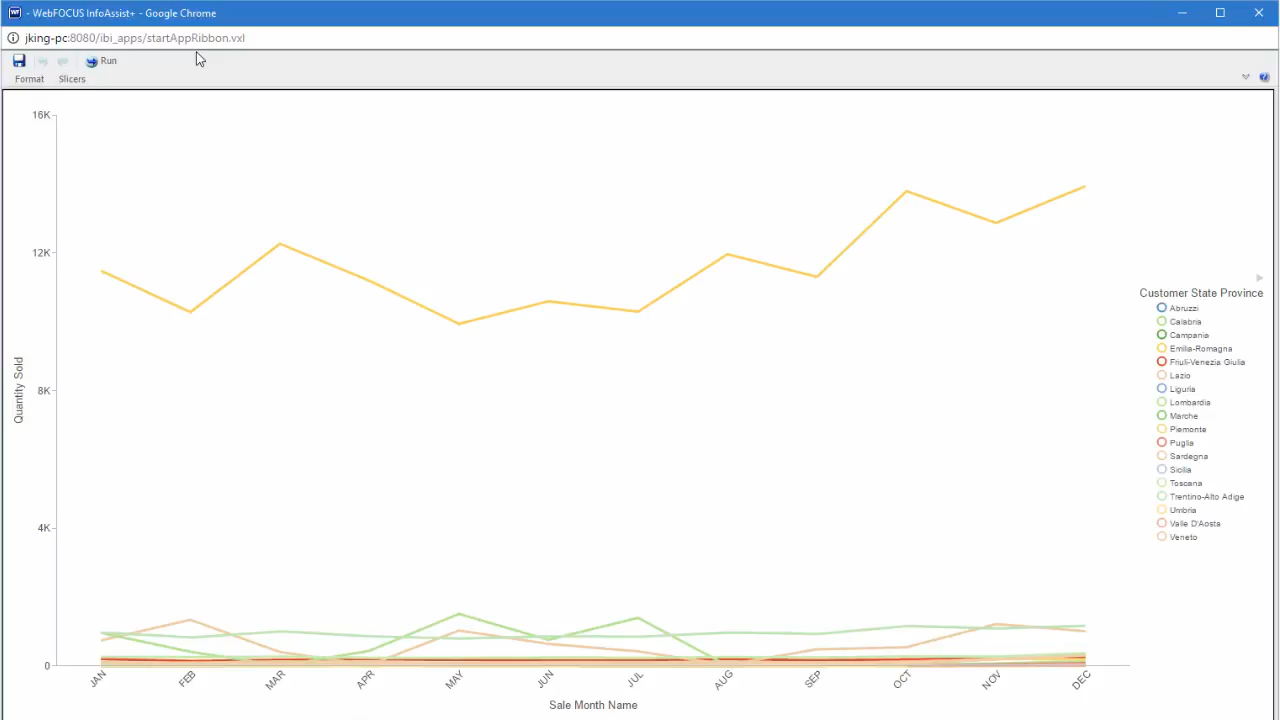 - WebFOCUS InfoAssist+ - Google Chrome
jking-pc:8080/ibi_apps/startAppRibbon.vxl
Run
Format Slicers
16K
12K
8K
4K
0
Quantity Sold
JAN FEB MAR APR MAY JUN JUL AUG SEP OCT NOV DEC
Sale Month Name
Customer State Province
Abruzzi
Calabria
Campania
Emilia-Romagna
Friuli-Venezia Giulia
Lazio
Liguria
Lombardia
Marche
Piemonte
Puglia
Sardegna
Sicilia
Toscana
Trentino-Alto Adige
Umbria
Valle D'Aosta
Veneto